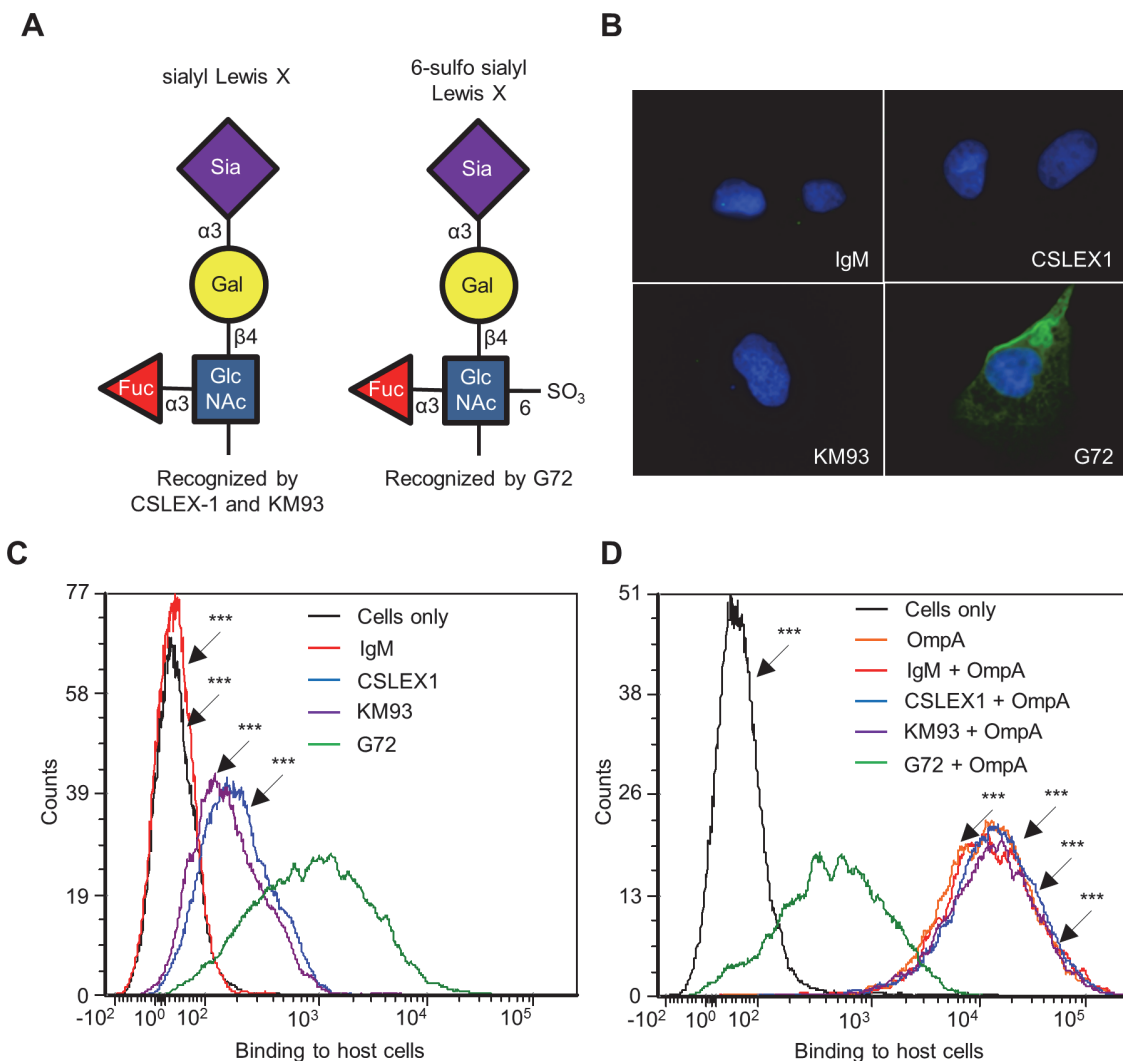 A
sialyl Lewis X
6-sulfo sialyl
Lewis X
Sia
Sia
α3
α3
Gal
Gal
β4
β4
Fuc
α3
Glc
NAc
Fuc
α3
Glc
NAc
6
SO3
Recognized by
CSLEX-1 and KM93
Recognized by G72
B
IgM
CSLEX1
KM93
G72
C
77
58
39
19
0
Counts
-10² 10⁰ 10² 10³ 10⁴ 10⁵
Binding to host cells
Cells only
IgM
CSLEX1
KM93
G72
***
***
***
***
D
51
38
26
13
0
Counts
-10² 10⁰ 10² 10³ 10⁴ 10⁵
Binding to host cells
Cells only
OmpA
IgM + OmpA
CSLEX1 + OmpA
KM93 + OmpA
G72 + OmpA
***
***
***
***
***